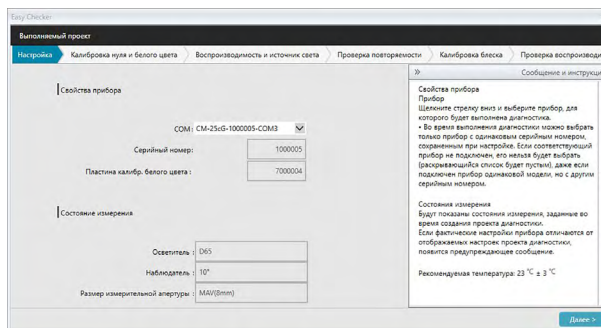 Easy Checker
Выполняемый проект
Настройка
Калибровка нуля и белого цвета
Воспроизводимость и источник света
Проверка повторяемости
Калибровка блеска
Проверка воспроизводи
Свойства прибора
COM: CM-25cG-1000005-COM3
Серийный номер: 1000005
Пластина калибр. белого цвета: 7000004
Состояние измерения
Осветитель : D65
Наблюдатель : 10°
Размер измерительной апертуры : MAV(8mm)
» Сообщение и инструкци
Свойства прибора
Прибор
Щелкните стрелку вниз и выберите прибор, для
которого будет выполнена диагностика.
• Во время выполнения диагностики можно выбрать
только прибор с одинаковым серийным номером,
сохраненным при настройке. Если соответствующий
прибор не подключен, его нельзя будет выбрать
(раскрывающийся список будет пустым), даже если
подключен прибор одинаковой модели, но с другим
серийным номером.
Состояния измерения
Будут показаны состояния измерения, заданные во
время создания проекта диагностики.
Если фактические настройки прибора отличаются от
отображаемых настроек проекта диагностики,
появится предупреждающее сообщение.
Рекомендуемая температура: 23 °C ± 3 °C
Далее >